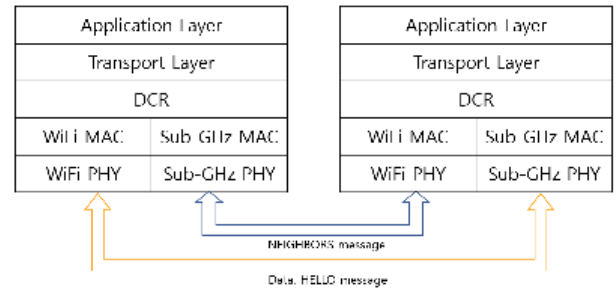 Application Layer
Application Layer
Transport Layer
Transport Layer
DCR
DCR
WiFi MAC
Sub GHz MAC
WiFi MAC
Sub GHz MAC
WiFi PHY
Sub-GHz PHY
WiFi PHY
Sub-GHz PHY
NEIGHBORS message
Data, HELLO message